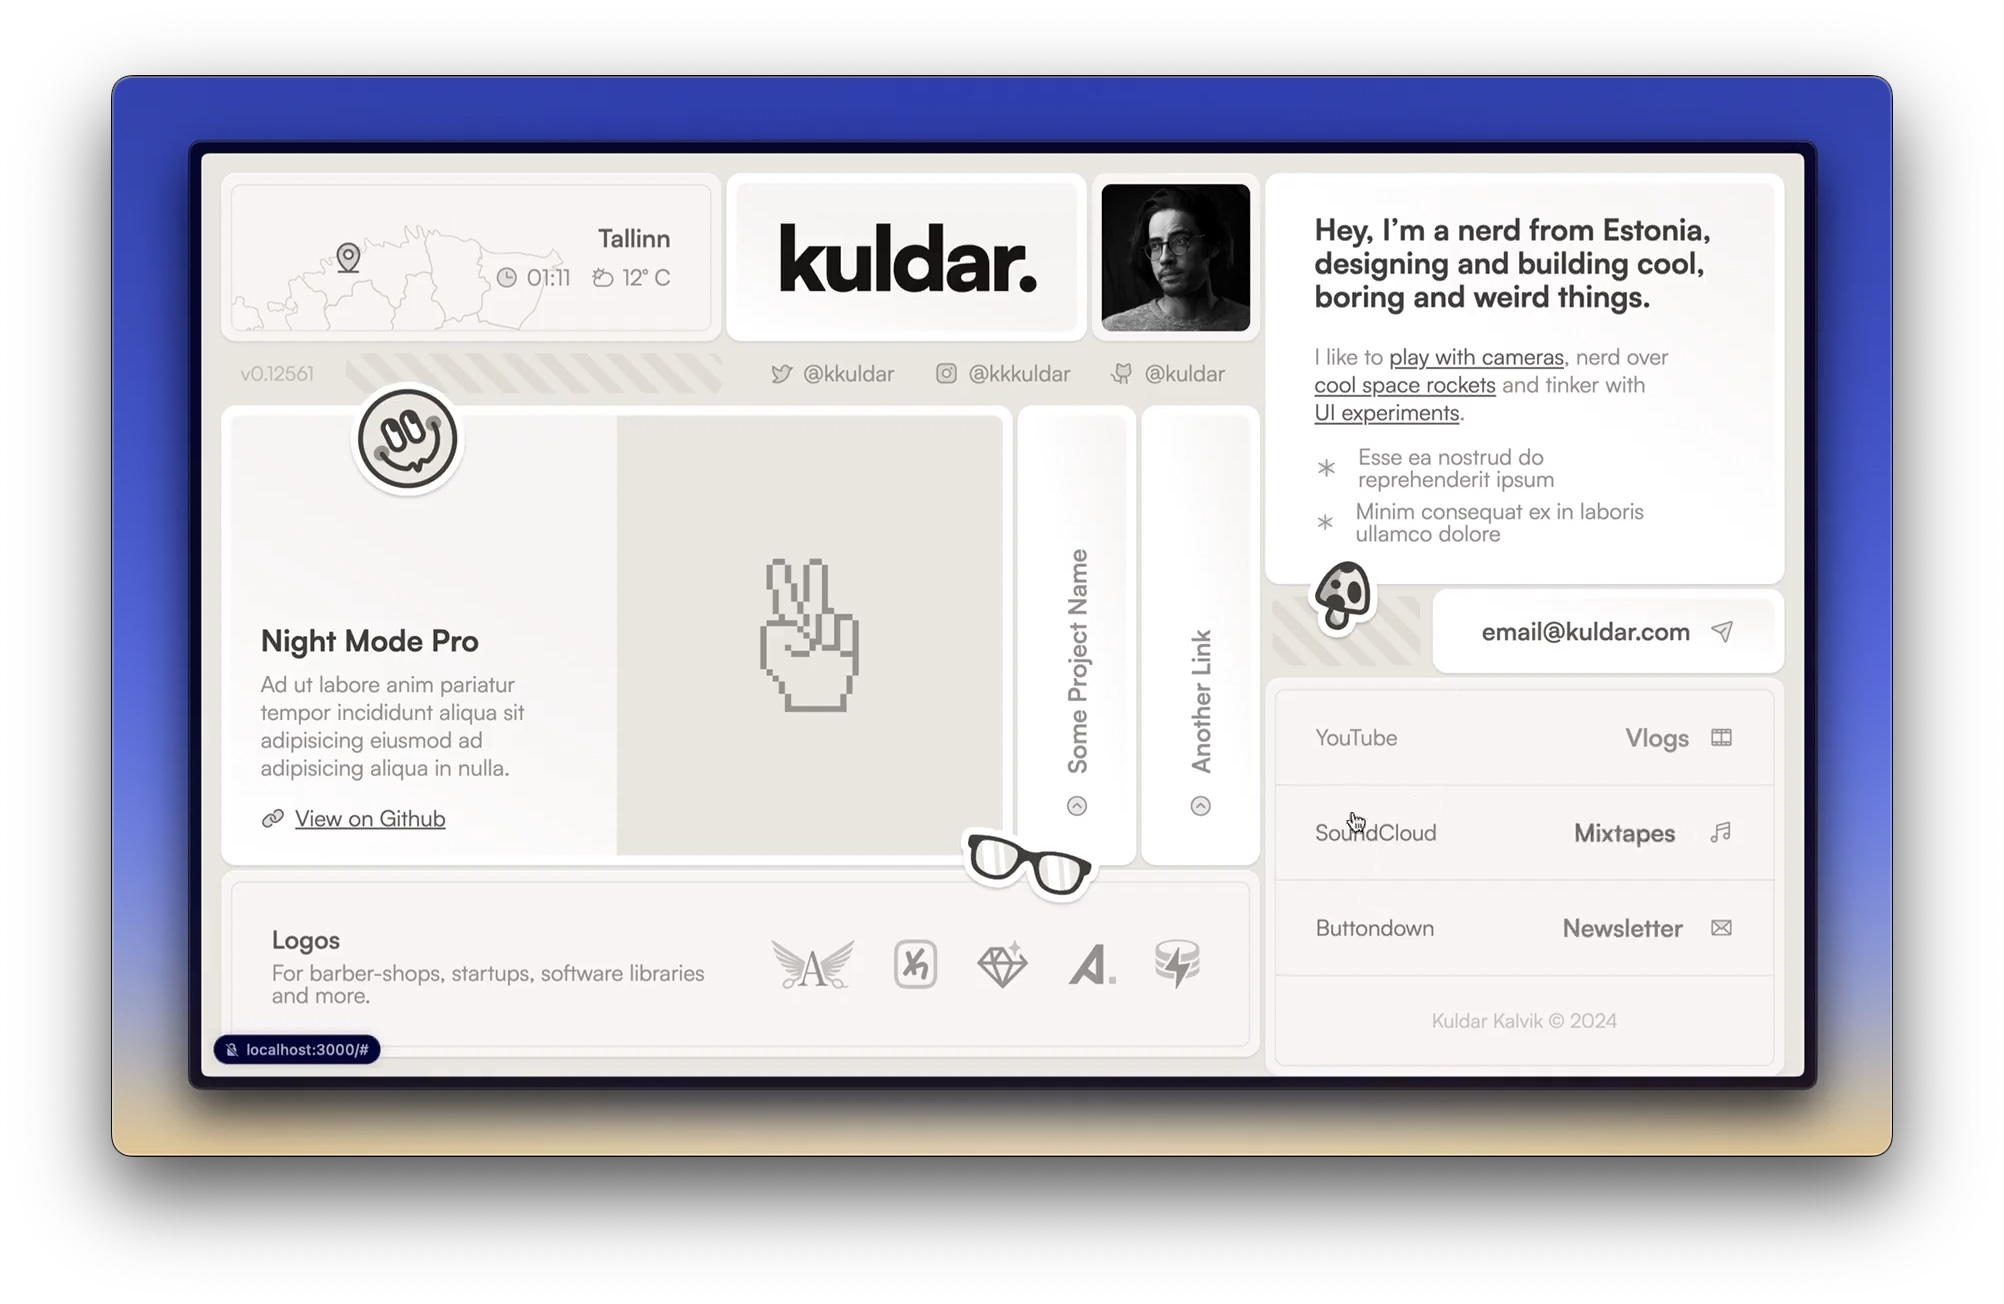 Tallinn
01:11 12° C
kuldar.
v0.12561
@kkuldar @kkkuldar @kuldar
Night Mode Pro
Ad ut labore anim pariatur
tempor incididunt aliqua sit
adipisicing eiusmod ad
adipisicing aliqua in nulla.
View on Github
Some Project Name
Another Link
Logos
For barber-shops, startups, software libraries
and more.
A
A.
localhost:3000/#
Hey, I’m a nerd from Estonia,
designing and building cool,
boring and weird things.
I like to play with cameras, nerd over
cool space rockets and tinker with
UI experiments.
Esse ea nostrud do
reprehenderit ipsum
Minim consequat ex in laboris
ullamco dolore
email@kuldar.com
YouTube Vlogs
SoundCloud Mixtapes
Buttondown Newsletter
Kuldar Kalvik © 2024